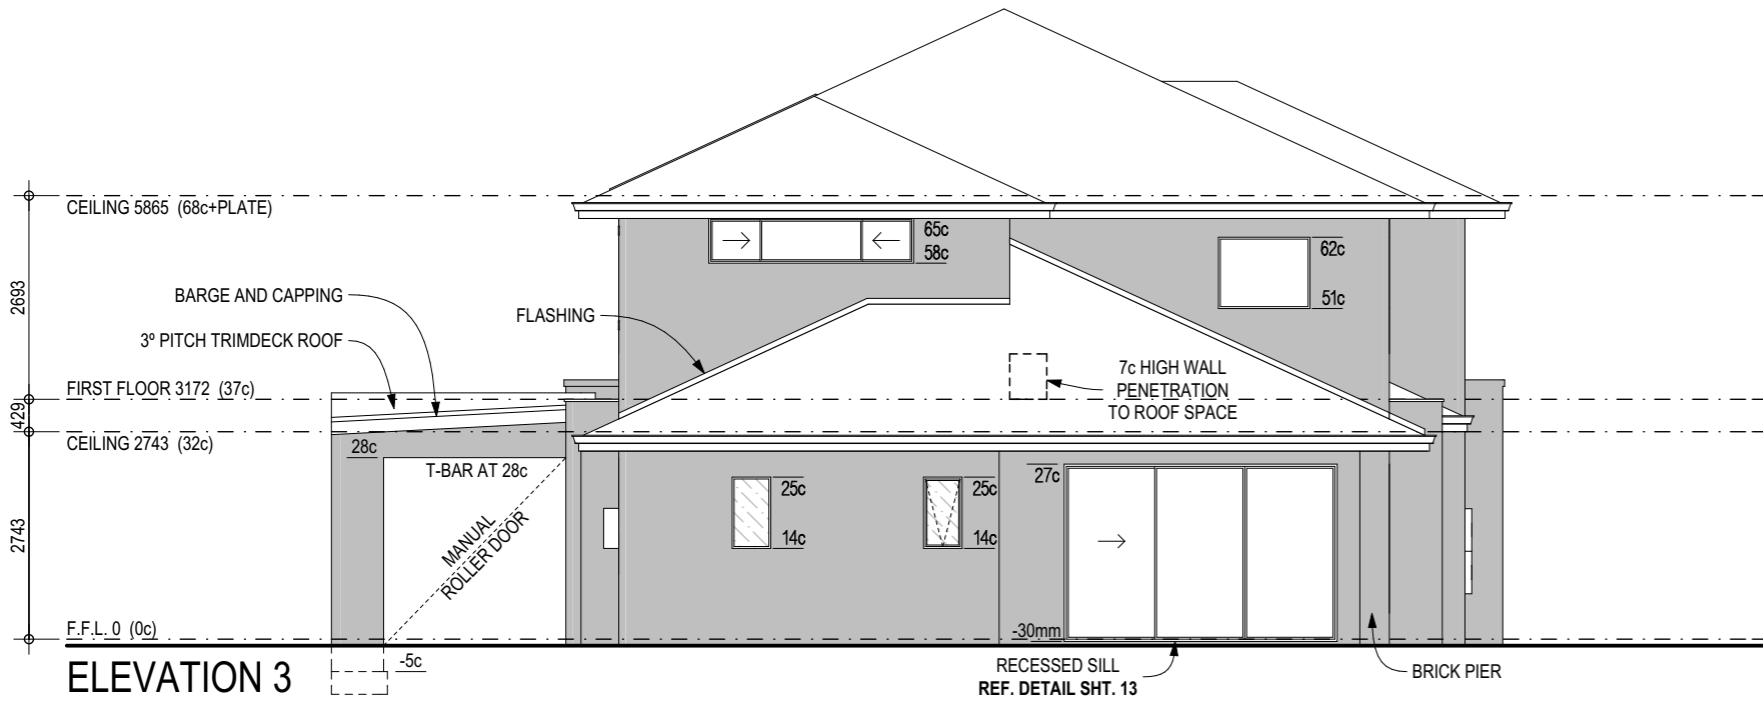 CEILING 5865 (68c+PLATE)
65c
58c
62c
51c
2693
BARGE AND CAPPING
FLASHING
3º PITCH TRIMDECK ROOF
7c HIGH WALL
PENETRATION
TO ROOF SPACE
FIRST FLOOR 3172 (37c)
429
CEILING 2743 (32c)
28c
T-BAR AT 28c
27c
25c
14c
25c
14c
2743
MANUAL
ROLLER DOOR
F.F.L. 0 (0c)
-30mm
-5c
RECESSED SILL
REF. DETAIL SHT. 13
BRICK PIER
ELEVATION 3